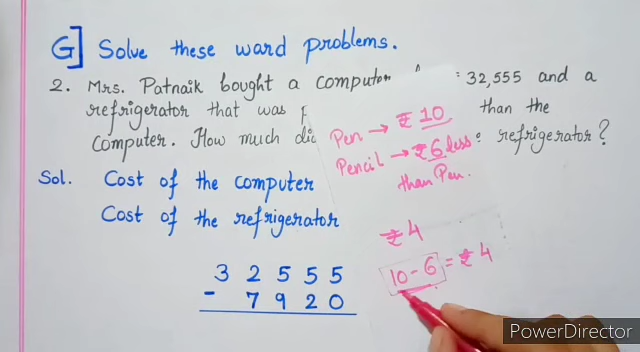 G] Solve these word problems.
2. Mrs. Patnaik bought a computer 32,555 and a
refrigerator that was than the
computer. How much refrigerator?
Pen → ₹ 10
Pencil → ₹ 6 less
than Pen.
Sol. Cost of the computer
Cost of the refrigerator
₹ 4
10 - 6 = ₹ 4
3 2 5 5 5
- 7 9 2 0
PowerDirector